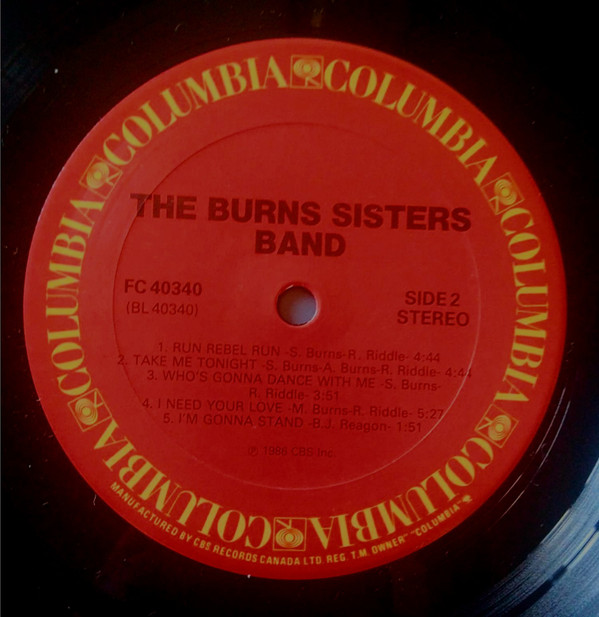 COLUMBIA COLUMBIA COLUMBIA COLUMBIA COLUMBIA COLUMBIA COLUMBIA COLUMBIA
THE BURNS SISTERS
BAND
FC 40340
(BL 40340)
SIDE 2
STEREO
1. RUN REBEL RUN -S. Burns-R. Riddle- 4:44
2. TAKE ME TONIGHT -S. Burns-A. Burns-R. Riddle- 4:44
3. WHO'S GONNA DANCE WITH ME -S. Burns-
R. Riddle- 3:51
4. I NEED YOUR LOVE -M. Burns-R. Riddle- 5:27
5. I'M GONNA STAND -B.J. Reagon- 1:51
℗ 1986 CBS Inc.
MANUFACTURED BY CBS RECORDS CANADA LTD. REG. T.M. OWNER "COLUMBIA"